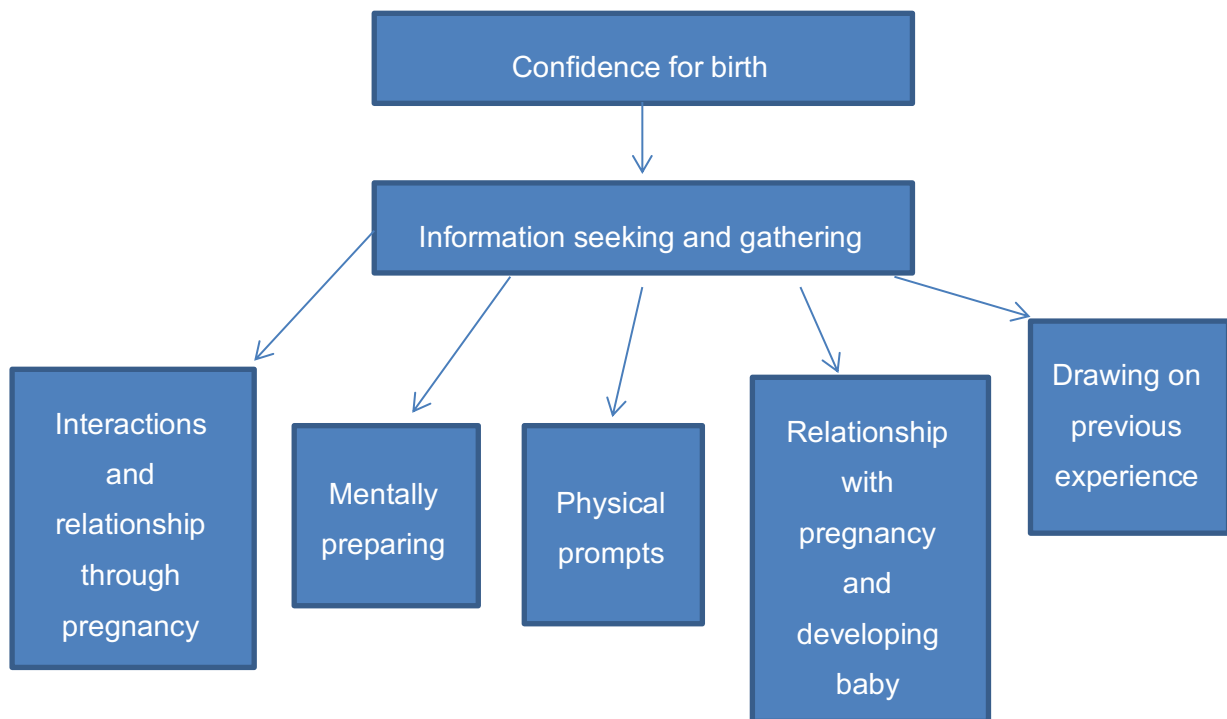 Confidence for birth
Information seeking and gathering
Interactions
and
relationship
through
pregnancy
Mentally
preparing
Physical
prompts
Relationship
with
pregnancy
and
developing
baby
Drawing on
previous
experience